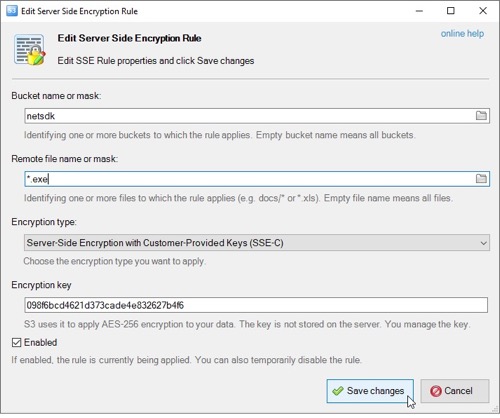 S3 Edit Server Side Encryption Rule
Edit Server Side Encryption Rule
online help
Edit SSE Rule properties and click Save changes
Bucket name or mask:
netsdk
Identifying one or more buckets to which the rule applies. Empty bucket name means all buckets.
Remote file name or mask:
*.exe
Identifying one or more files to which the rule applies (e.g. docs/* or *.xls). Empty file name means all files.
Encryption type:
Server-Side Encryption with Customer-Provided Keys (SSE-C)
Choose the encryption type you want to apply.
Encryption key
098f6bcd4621d373cade4e832627b4f6
S3 uses it to apply AES-256 encryption to your data. The key is not stored on the server. You manage the key.
Enabled
If enabled, the rule is currently being applied. You can also temporarily disable the rule.
Save changes Cancel